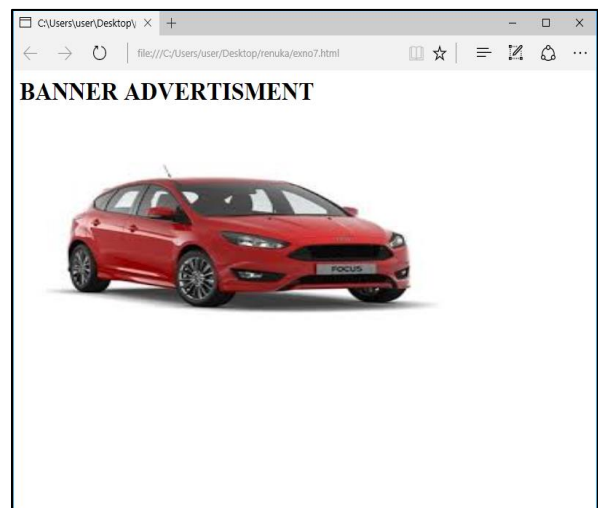 C:\Users\user\Desktop\
file:///C:/Users/user/Desktop/renuka/exno7.html
BANNER ADVERTISMENT
FOCUS